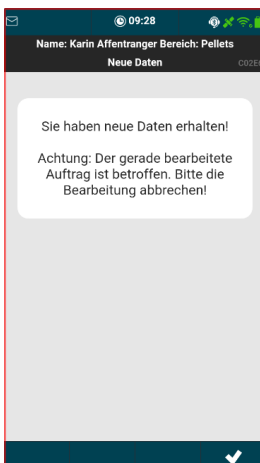 09:28
Name: Karin Affentranger Bereich: Pellets
Neue Daten
Sie haben neue Daten erhalten!
Achtung: Der gerade bearbeitete
Auftrag ist betroffen. Bitte die
Bearbeitung abbrechen!